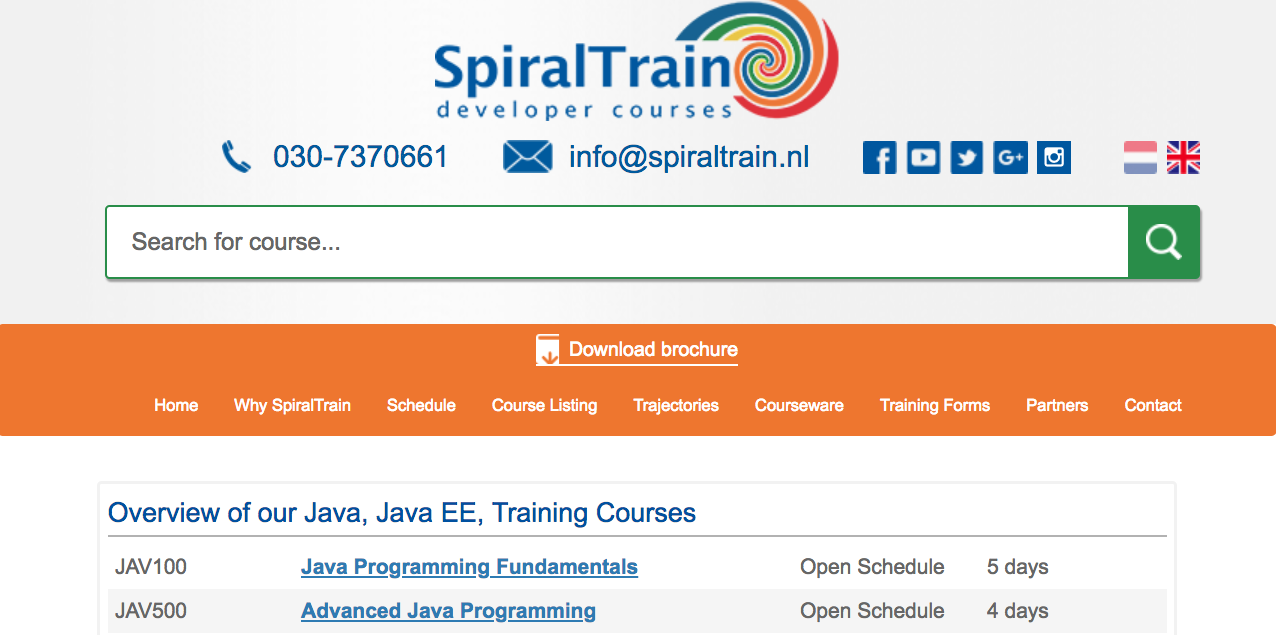 SpiralTrain
developer courses
030-7370661 info@spiraltrain.nl f G+
Search for course...
Download brochure
Home Why SpiralTrain Schedule Course Listing Trajectories Courseware Training Forms Partners Contact
Overview of our Java, Java EE, Training Courses
JAV100 Java Programming Fundamentals Open Schedule 5 days
JAV500 Advanced Java Programming Open Schedule 4 days